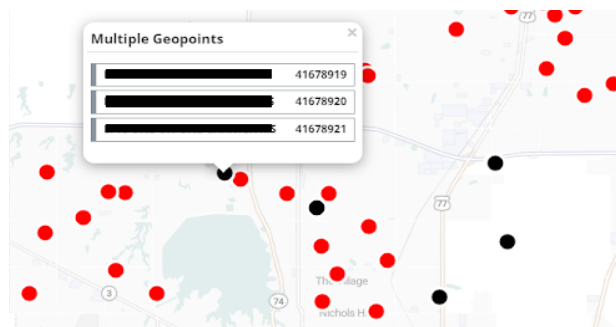 77
Multiple Geopoints
×
41678919
S 41678920
S 41678921
77
3
74
The Village
Nichols H.